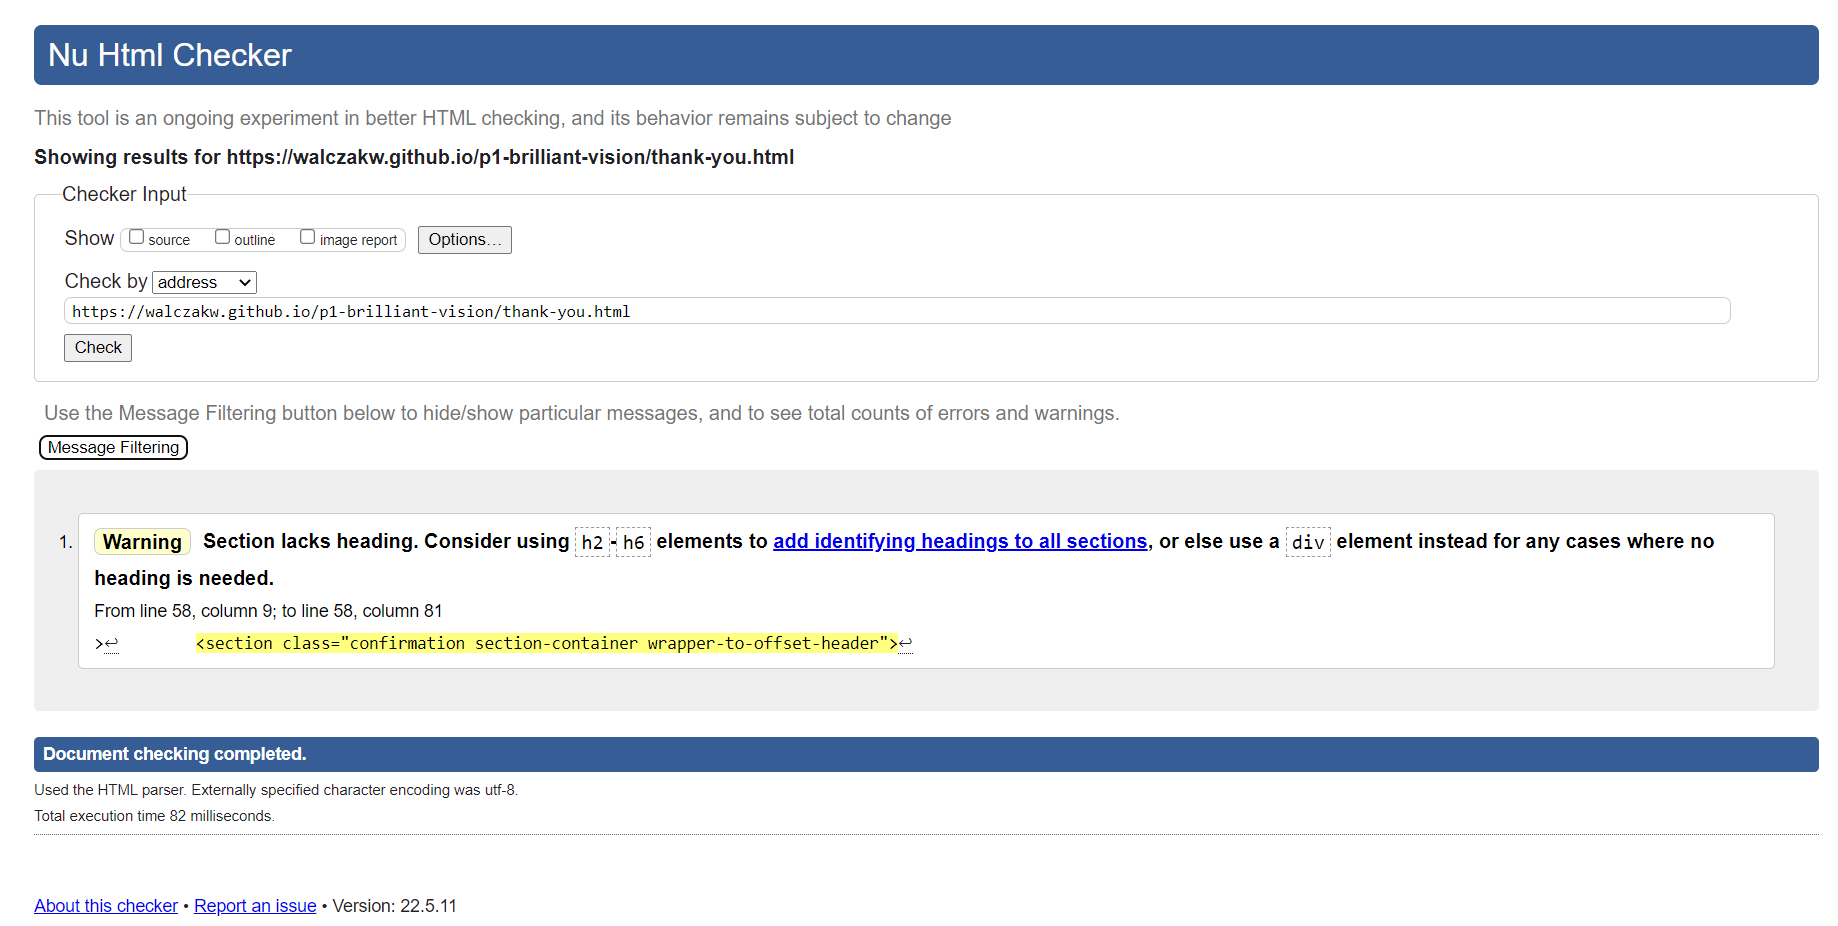 Nu Html Checker
This tool is an ongoing experiment in better HTML checking, and its behavior remains subject to change
Showing results for https://walczakw.github.io/p1-brilliant-vision/thank-you.html
Checker Input
Show source outline image report Options…
Check by address
https://walczakw.github.io/p1-brilliant-vision/thank-you.html
Check
Use the Message Filtering button below to hide/show particular messages, and to see total counts of errors and warnings.
Message Filtering
1. Warning Section lacks heading. Consider using h2-h6 elements to add identifying headings to all sections, or else use a div element instead for any cases where no
heading is needed.
From line 58, column 9; to line 58, column 81
>↩ <section class="confirmation section-container wrapper-to-offset-header">↩
Document checking completed.
Used the HTML parser. Externally specified character encoding was utf-8.
Total execution time 82 milliseconds.
About this checker • Report an issue • Version: 22.5.11